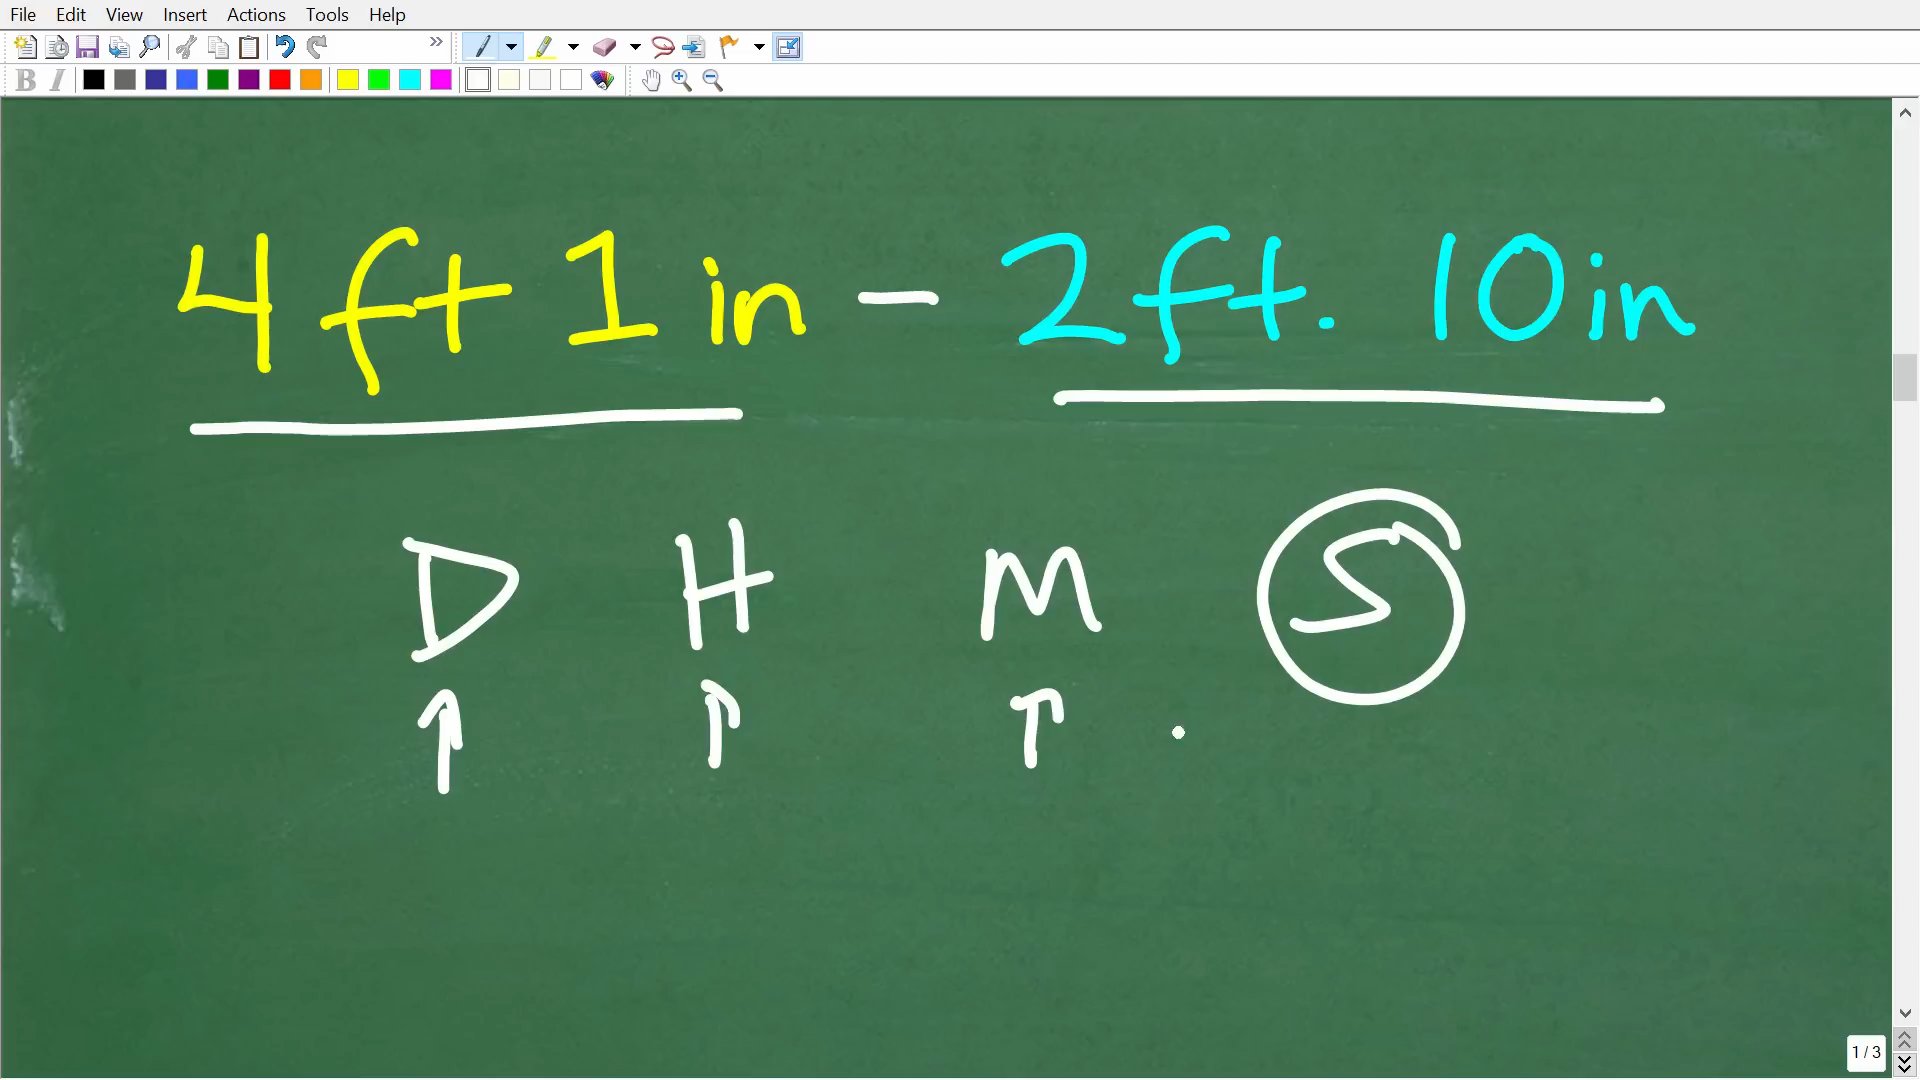 File Edit View Insert Actions Tools Help
B I
4 ft 1 in - 2 ft. 10 in
D H M S
1 / 3